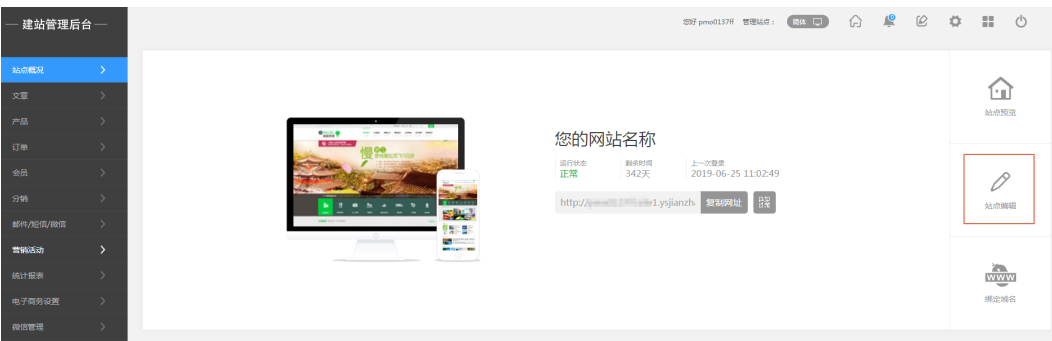 建站管理后台
您好 pmo0137ff 管理站点： 简体
站点概况
文章
产品
订单
会员
分销
邮件/短信/微信
营销活动
统计报表
电子商务设置
微信管理
慢
您的网站名称
运行状态 剩余时间 上一次登录
正常 342天 2019-06-25 11:02:49
http:// 1.ysjianzh 复制网址
站点预览
站点编辑
WWW
绑定域名